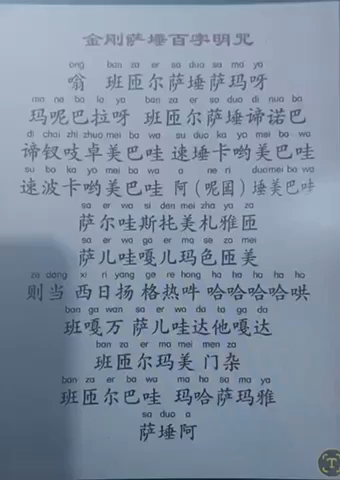 金刚萨埵百字明咒
ong ban za er sa duo sa ma ya
嗡 班匝尔萨埵萨玛呀
ma ne ba la ya ban za er sa duo di nuo ba
玛呢巴拉呀 班匝尔萨埵谛诺巴
di chai zhi zhuo mei ba wa su duo ka yo mei bo wa
谛钗吱卓美巴哇 速埵卡哟美巴哇
su bo ka yo mei ba wa a ne ri duo mei ba wa
速波卡哟美巴哇 阿（呢国）埵美巴哇
sa er wa si dei ma zha ya zi
萨尔哇斯托美札雅匝
sa er wa ga er ma se za mei
萨儿哇嘎儿玛色匝美
ze dang xi ri yang ge re hong ha ha ha ha ho
则当 西日扬 格热吽 哈哈哈哈哄
ban ga wan sa er wa da ta ga da
班嘎万 萨儿哇达他嘎达
ban za er ma mei men za
班匝尔玛美 门杂
ban za er ba wa ma ha sa ma ya
班匝尔巴哇 玛哈萨玛雅
sa duo a
萨埵阿